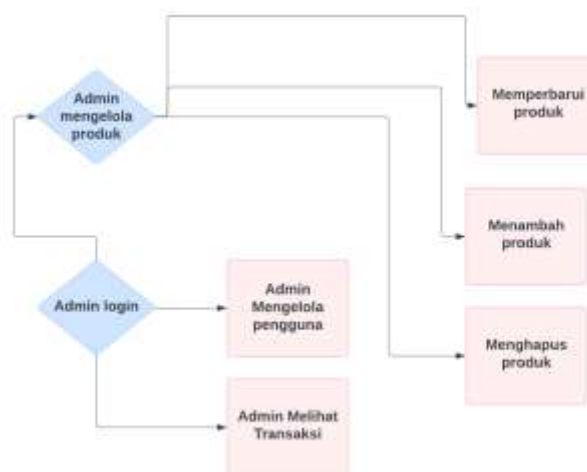 Admin
mengelola
produk
Memperbarui
produk
Menambah
produk
Admin login
Admin
Mengelola
pengguna
Menghapus
produk
Admin Melihat
Transaksi